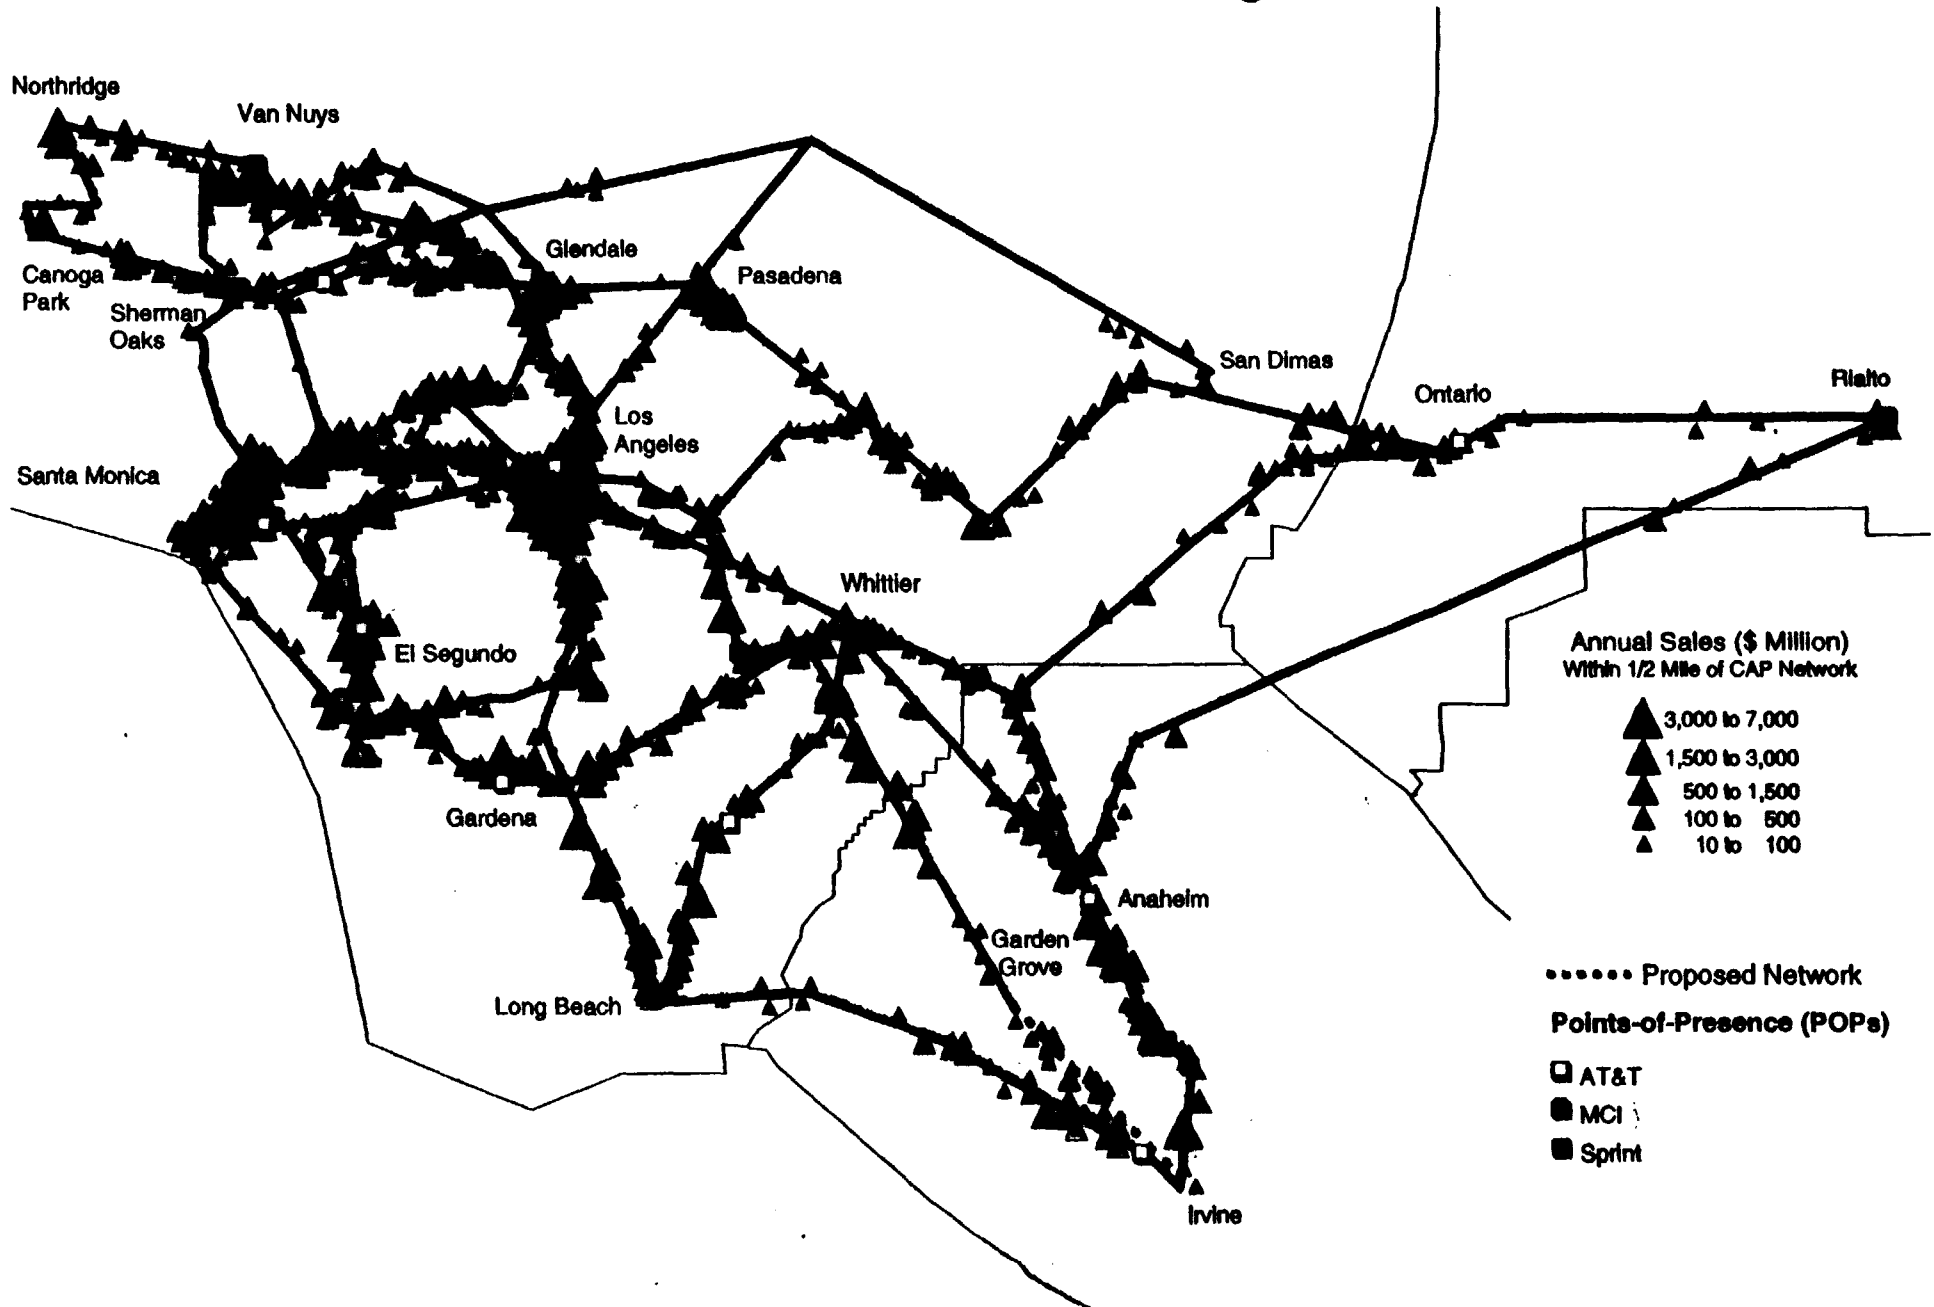 Northridge
Van Nuys
Glendale
Pasadena
Canoga
Park
Sherman
Oaks
San Dimas
Ontario
Rialto
Los
Angeles
Santa Monica
Whittier
El Segundo
Annual Sales ($ Million)
Within 1/2 Mile of CAP Network
3,000 to 7,000
1,500 to 3,000
500 to 1,500
100 to 500
10 to 100
Gardena
Anaheim
Garden
Grove
Long Beach
Irvine
Proposed Network
Points-of-Presence (POPs)
AT&T
MCI
Sprint